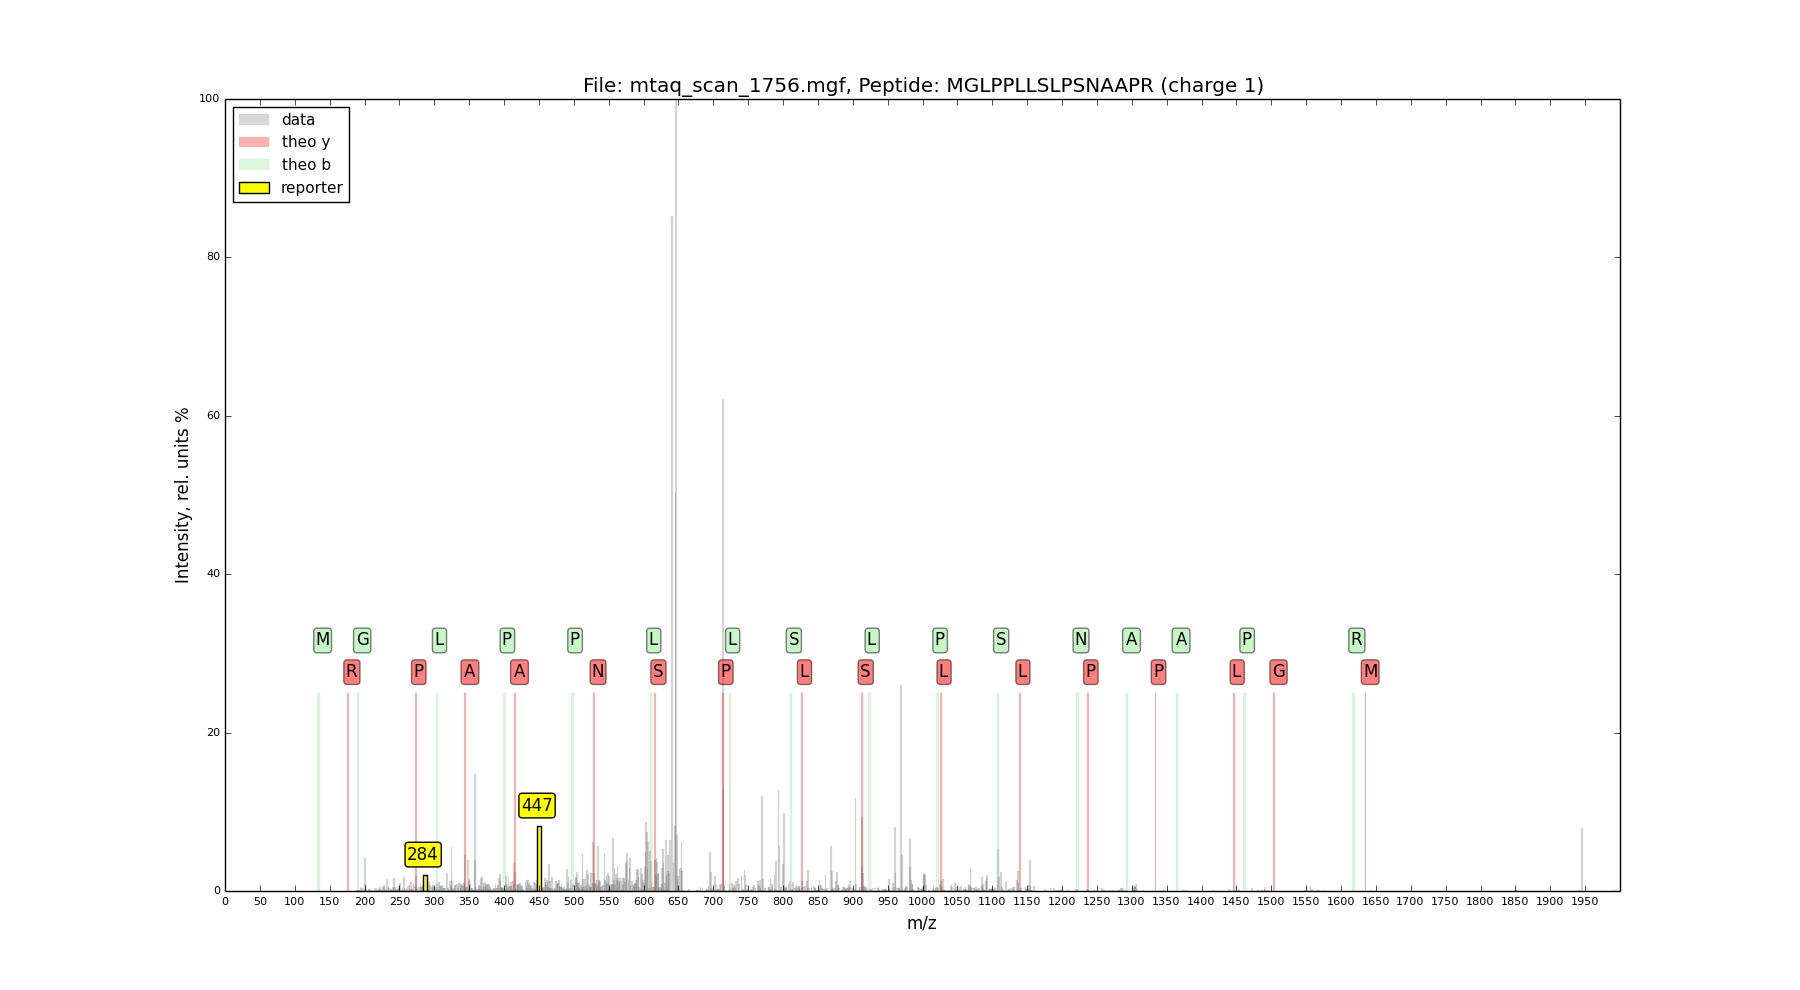 File: mtaq_scan_1756.mgf, Peptide: MGLPPLLSLPSNAAPR (charge 1)
100
80
60
40
20
0
Intensity, rel. units %
data
theo y
theo b
reporter
M G L P P L L S L P S N A A P R
R P A A N S P L S L L P P L G M
447
284
0 50 100 150 200 250 300 350 400 450 500 550 600 650 700 750 800 850 900 950 1000 1050 1100 1150 1200 1250 1300 1350 1400 1450 1500 1550 1600 1650 1700 1750 1800 1850 1900 1950
m/z